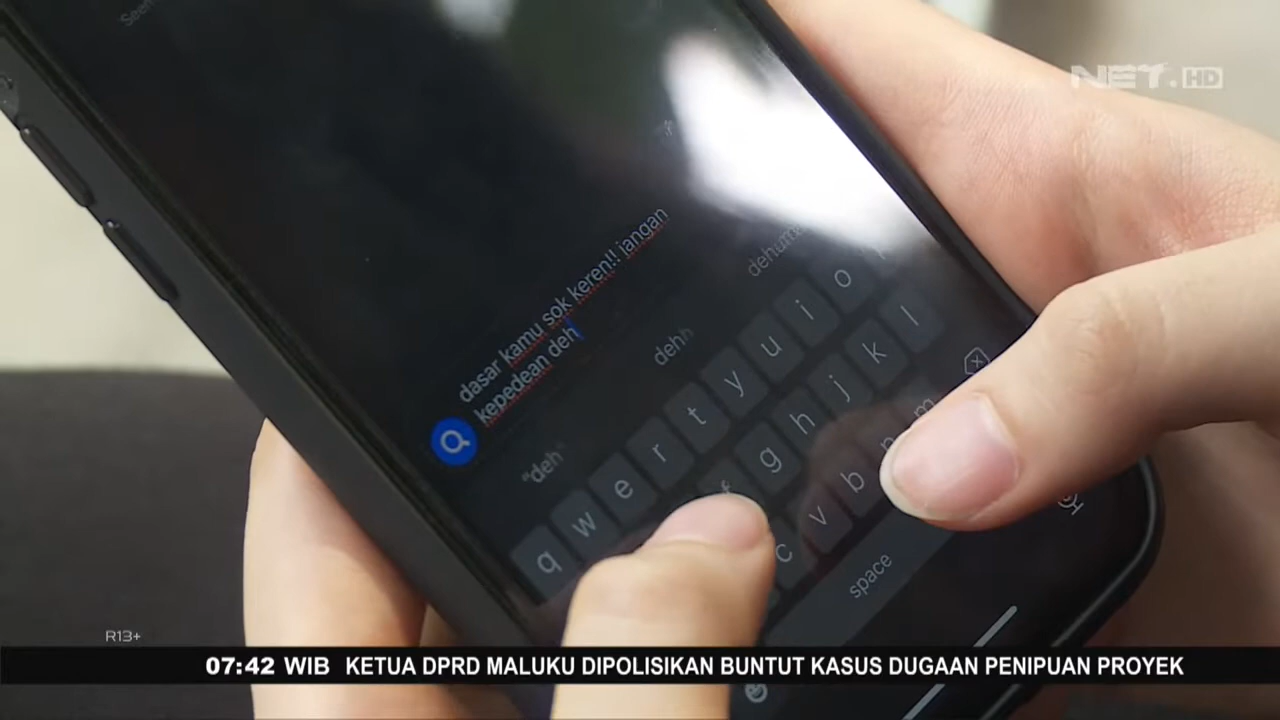 Seen
NET. HD
dasar kamu sok keren!! jangan
kepedean deh
"deh"
dehh
q w e r t y u i o
f g h j k l
c v b n m
space
R13+
07:42 WIB KETUA DPRD MALUKU DIPOLISIKAN BUNTUT KASUS DUGAAN PENIPUAN PROYEK